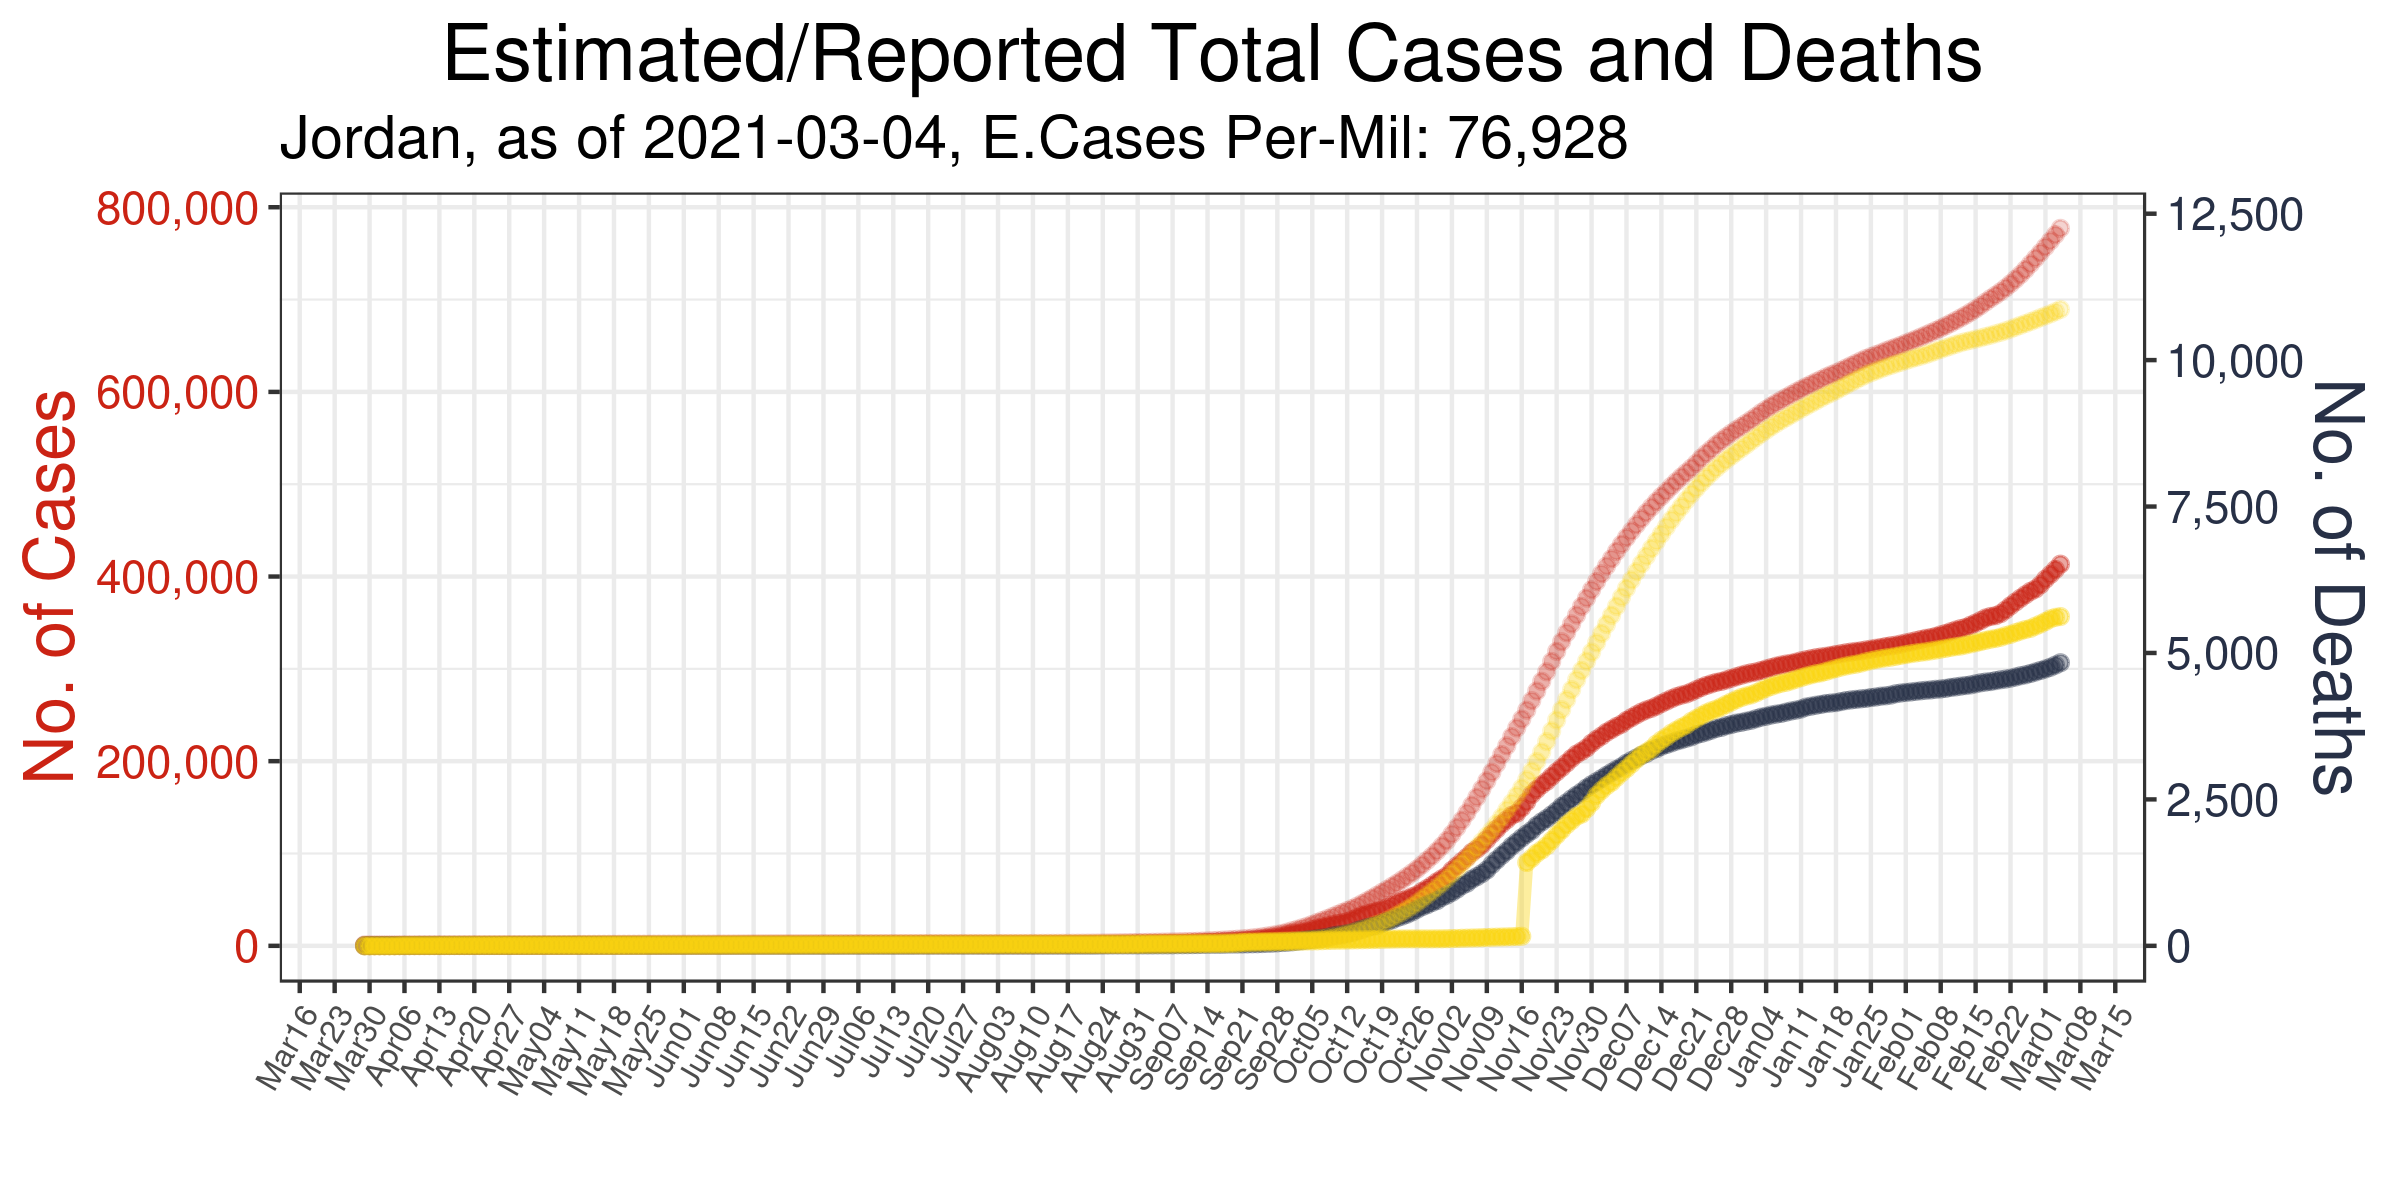 Estimated/Reported Total Cases and Deaths
Jordan, as of 2021-03-04, E.Cases Per-Mil: 76,928
No. of Cases
800,000
600,000
400,000
200,000
0
12,500
10,000
7,500
5,000
2,500
0
No. of Deaths
Mar16
Mar23
Mar30
Apr06
Apr13
Apr20
Apr27
May04
May11
May18
May25
Jun01
Jun08
Jun15
Jun22
Jun29
Jul06
Jul13
Jul20
Jul27
Aug03
Aug10
Aug17
Aug24
Aug31
Sep07
Sep14
Sep21
Sep28
Oct05
Oct12
Oct19
Oct26
Nov02
Nov09
Nov16
Nov23
Nov30
Nov07
Dec14
Dec21
Dec28
Dec04
Jan11
Jan18
Jan25
Jan01
Feb08
Feb15
Feb22
Mar01
Mar08
Mar15